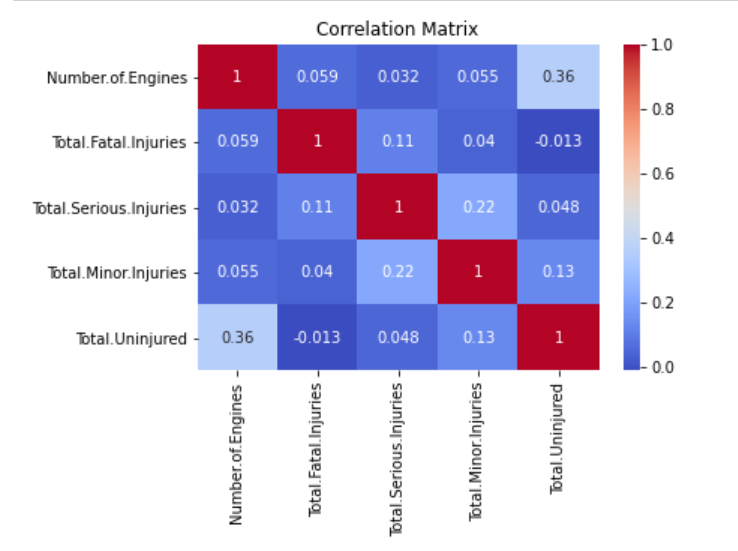 Correlation Matrix
Number.of.Engines 1 0.059 0.032 0.055 0.36
Total.Fatal.Injuries 0.059 1 0.11 0.04 -0.013
Total.Serious.Injuries 0.032 0.11 1 0.22 0.048
Total.Minor.Injuries 0.055 0.04 0.22 1 0.13
Total.Uninjured 0.36 -0.013 0.048 0.13 1
Number.of.Engines
Total.Fatal.Injuries
Total.Serious.Injuries
Total.Minor.Injuries
Total.Uninjured
1.0
0.8
0.6
0.4
0.2
0.0